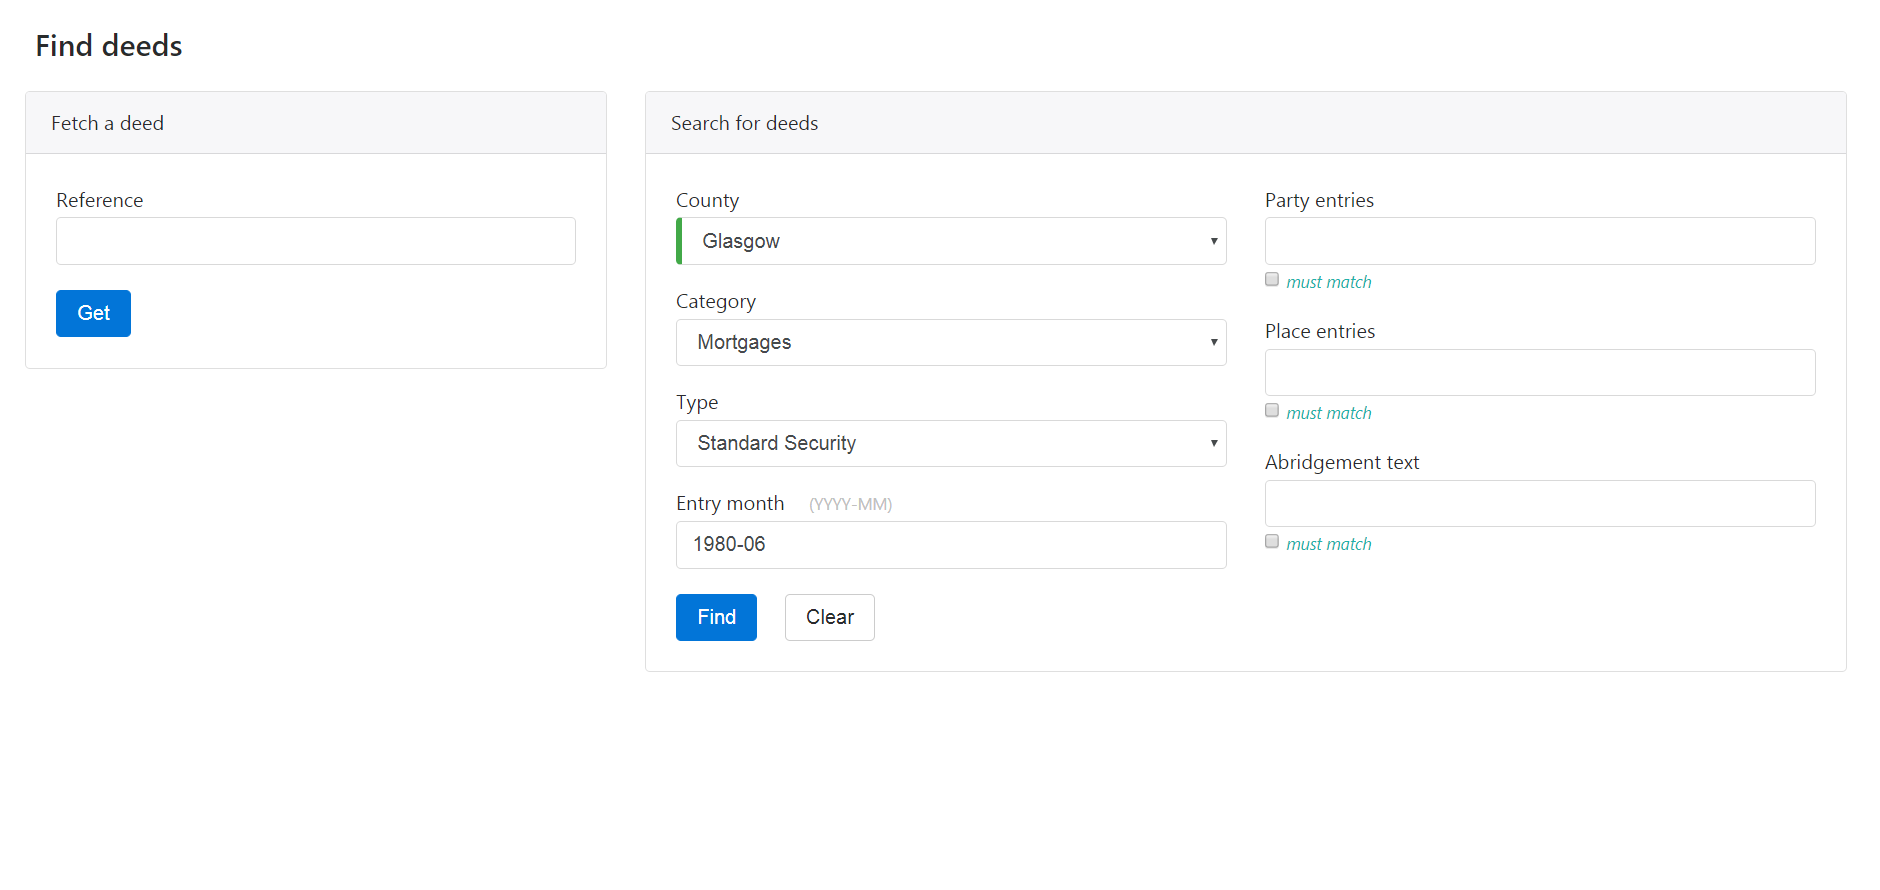 Find deeds
Fetch a deed
Reference
Get
Search for deeds
County
Glasgow
Category
Mortgages
Type
Standard Security
Entry month (YYYY-MM)
1980-06
Find Clear
Party entries
must match
Place entries
must match
Abridgement text
must match